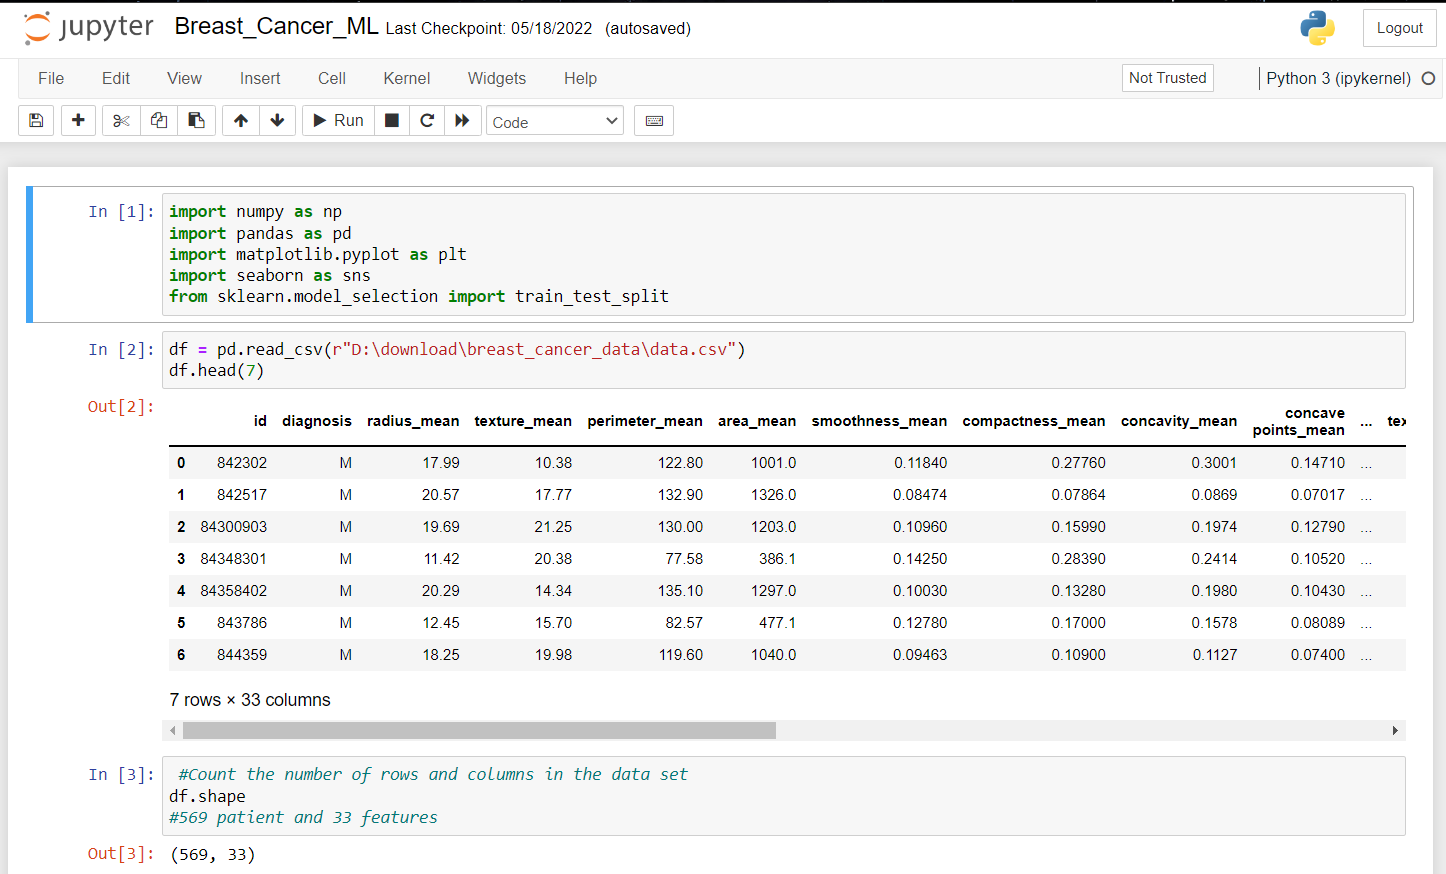 jupyter Breast_Cancer_ML Last Checkpoint: 05/18/2022 (autosaved) Logout
File Edit View Insert Cell Kernel Widgets Help Not Trusted Python 3 (ipykernel)
Run Code
In [1]: import numpy as np
import pandas as pd
import matplotlib.pyplot as plt
import seaborn as sns
from sklearn.model_selection import train_test_split
In [2]: df = pd.read_csv(r"D:\download\breast_cancer_data\data.csv")
df.head(7)
Out[2]:
id diagnosis radius_mean texture_mean perimeter_mean area_mean smoothness_mean compactness_mean concavity_mean concave points_mean ... tex
0 842302 M 17.99 10.38 122.80 1001.0 0.11840 0.27760 0.3001 0.14710 ...
1 842517 M 20.57 17.77 132.90 1326.0 0.08474 0.07864 0.0869 0.07017 ...
2 84300903 M 19.69 21.25 130.00 1203.0 0.10960 0.15990 0.1974 0.12790 ...
3 84348301 M 11.42 20.38 77.58 386.1 0.14250 0.28390 0.2414 0.10520 ...
4 84358402 M 20.29 14.34 135.10 1297.0 0.10030 0.13280 0.1980 0.10430 ...
5 843786 M 12.45 15.70 82.57 477.1 0.12780 0.17000 0.1578 0.08089 ...
6 844359 M 18.25 19.98 119.60 1040.0 0.09463 0.10900 0.1127 0.07400 ...
7 rows × 33 columns
In [3]: #Count the number of rows and columns in the data set
df.shape
#569 patient and 33 features
Out[3]: (569, 33)